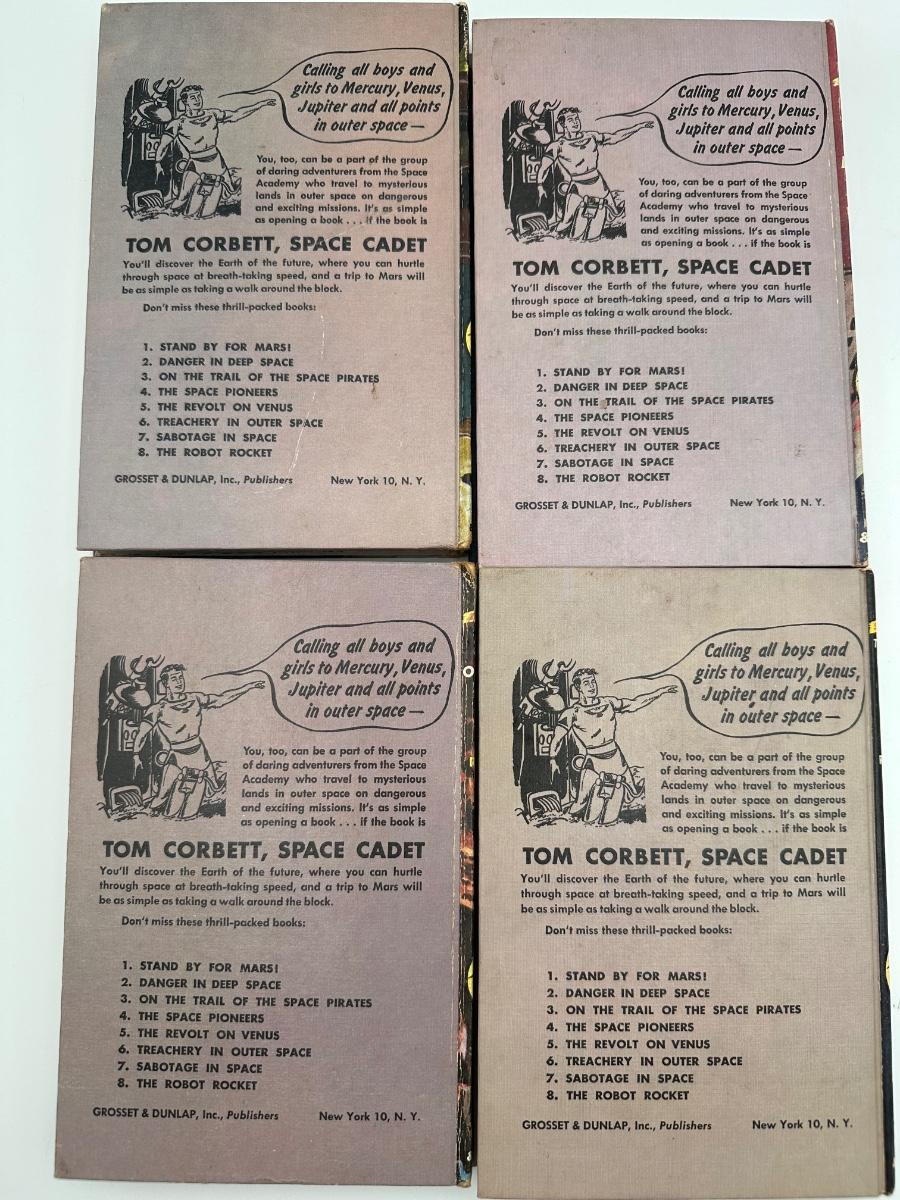 Calling all boys and
girls to Mercury, Venus,
Jupiter and all points
in outer space —
You, too, can be a part of the group
of daring adventurers from the Space
Academy who travel to mysterious
lands in outer space on dangerous
and exciting missions. It's as simple
as opening a book . . . if the book is
TOM CORBETT, SPACE CADET
You'll discover the Earth of the future, where you can hurtle
through space at breath-taking speed, and a trip to Mars will
be as simple as taking a walk around the block.
Don't miss these thrill-packed books:
1. STAND BY FOR MARS!
2. DANGER IN DEEP SPACE
3. ON THE TRAIL OF THE SPACE PIRATES
4. THE SPACE PIONEERS
5. THE REVOLT ON VENUS
6. TREACHERY IN OUTER SPACE
7. SABOTAGE IN SPACE
8. THE ROBOT ROCKET
GROSSET & DUNLAP, Inc., Publishers New York 10, N. Y.
Calling all boys and
girls to Mercury, Venus,
Jupiter and all points
in outer space —
You, too, can be a part of the group
of daring adventurers from the Space
Academy who travel to mysterious
lands in outer space on dangerous
and exciting missions. It's as simple
as opening a book . . . if the book is
TOM CORBETT, SPACE CADET
You'll discover the Earth of the future, where you can hurtle
through space at breath-taking speed, and a trip to Mars will
be as simple as taking a walk around the block.
Don't miss these thrill-packed books:
1. STAND BY FOR MARS!
2. DANGER IN DEEP SPACE
3. ON THE TRAIL OF THE SPACE PIRATES
4. THE SPACE PIONEERS
5. THE REVOLT ON VENUS
6. TREACHERY IN OUTER SPACE
7. SABOTAGE IN SPACE
8. THE ROBOT ROCKET
GROSSET & DUNLAP, Inc., Publishers New York 10, N. Y.
Calling all boys and
girls to Mercury, Venus,
Jupiter and all points
in outer space —
You, too, can be a part of the group
of daring adventurers from the Space
Academy who travel to mysterious
lands in outer space on dangerous
and exciting missions. It's as simple
as opening a book . . . if the book is
TOM CORBETT, SPACE CADET
You'll discover the Earth of the future, where you can hurtle
through space at breath-taking speed, and a trip to Mars will
be as simple as taking a walk around the block.
Don't miss these thrill-packed books:
1. STAND BY FOR MARS!
2. DANGER IN DEEP SPACE
3. ON THE TRAIL OF THE SPACE PIRATES
4. THE SPACE PIONEERS
5. THE REVOLT ON VENUS
6. TREACHERY IN OUTER SPACE
7. SABOTAGE IN SPACE
8. THE ROBOT ROCKET
GROSSET & DUNLAP, Inc., Publishers New York 10, N. Y.
Calling all boys and
girls to Mercury, Venus,
Jupiter and all points
in outer space —
You, too, can be a part of the group
of daring adventurers from the Space
Academy who travel to mysterious
lands in outer space on dangerous
and exciting missions. It's as simple
as opening a book . . . if the book is
TOM CORBETT, SPACE CADET
You'll discover the Earth of the future, where you can hurtle
through space at breath-taking speed, and a trip to Mars will
be as simple as taking a walk around the block.
Don't miss these thrill-packed books:
1. STAND BY FOR MARS!
2. DANGER IN DEEP SPACE
3. ON THE TRAIL OF THE SPACE PIRATES
4. THE SPACE PIONEERS
5. THE REVOLT ON VENUS
6. TREACHERY IN OUTER SPACE
7. SABOTAGE IN SPACE
8. THE ROBOT ROCKET
GROSSET & DUNLAP, Inc., Publishers New York 10, N. Y.